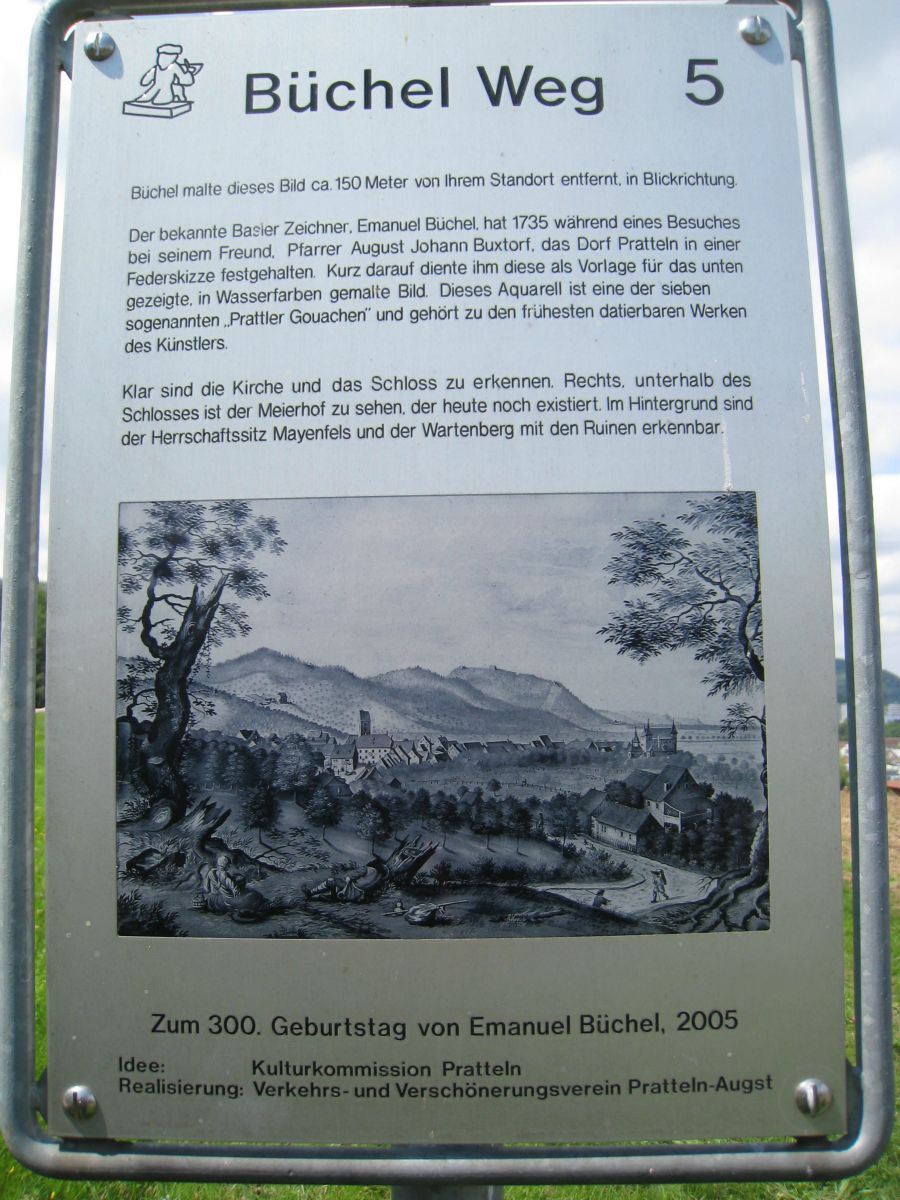 Büchel Weg 5
Büchel malte dieses Bild ca. 150 Meter von Ihrem Standort entfernt, in Blickrichtung.
Der bekannte Basler Zeichner, Emanuel Büchel, hat 1735 während eines Besuches
bei seinem Freund, Pfarrer August Johann Buxtorf, das Dorf Pratteln in einer
Federskizze festgehalten. Kurz darauf diente ihm diese als Vorlage für das unten
gezeigte, in Wasserfarben gemalte Bild. Dieses Aquarell ist eine der sieben
sogenannten „Prattler Gouachen" und gehört zu den frühesten datierbaren Werken
des Künstlers.
Klar sind die Kirche und das Schloss zu erkennen. Rechts, unterhalb des
Schlosses ist der Meierhof zu sehen, der heute noch existiert. Im Hintergrund sind
der Herrschaftssitz Mayenfels und der Wartenberg mit den Ruinen erkennbar.
Zum 300. Geburtstag von Emanuel Büchel, 2005
Idee: Kulturkommission Pratteln
Realisierung: Verkehrs- und Verschönerungsverein Pratteln-Augst